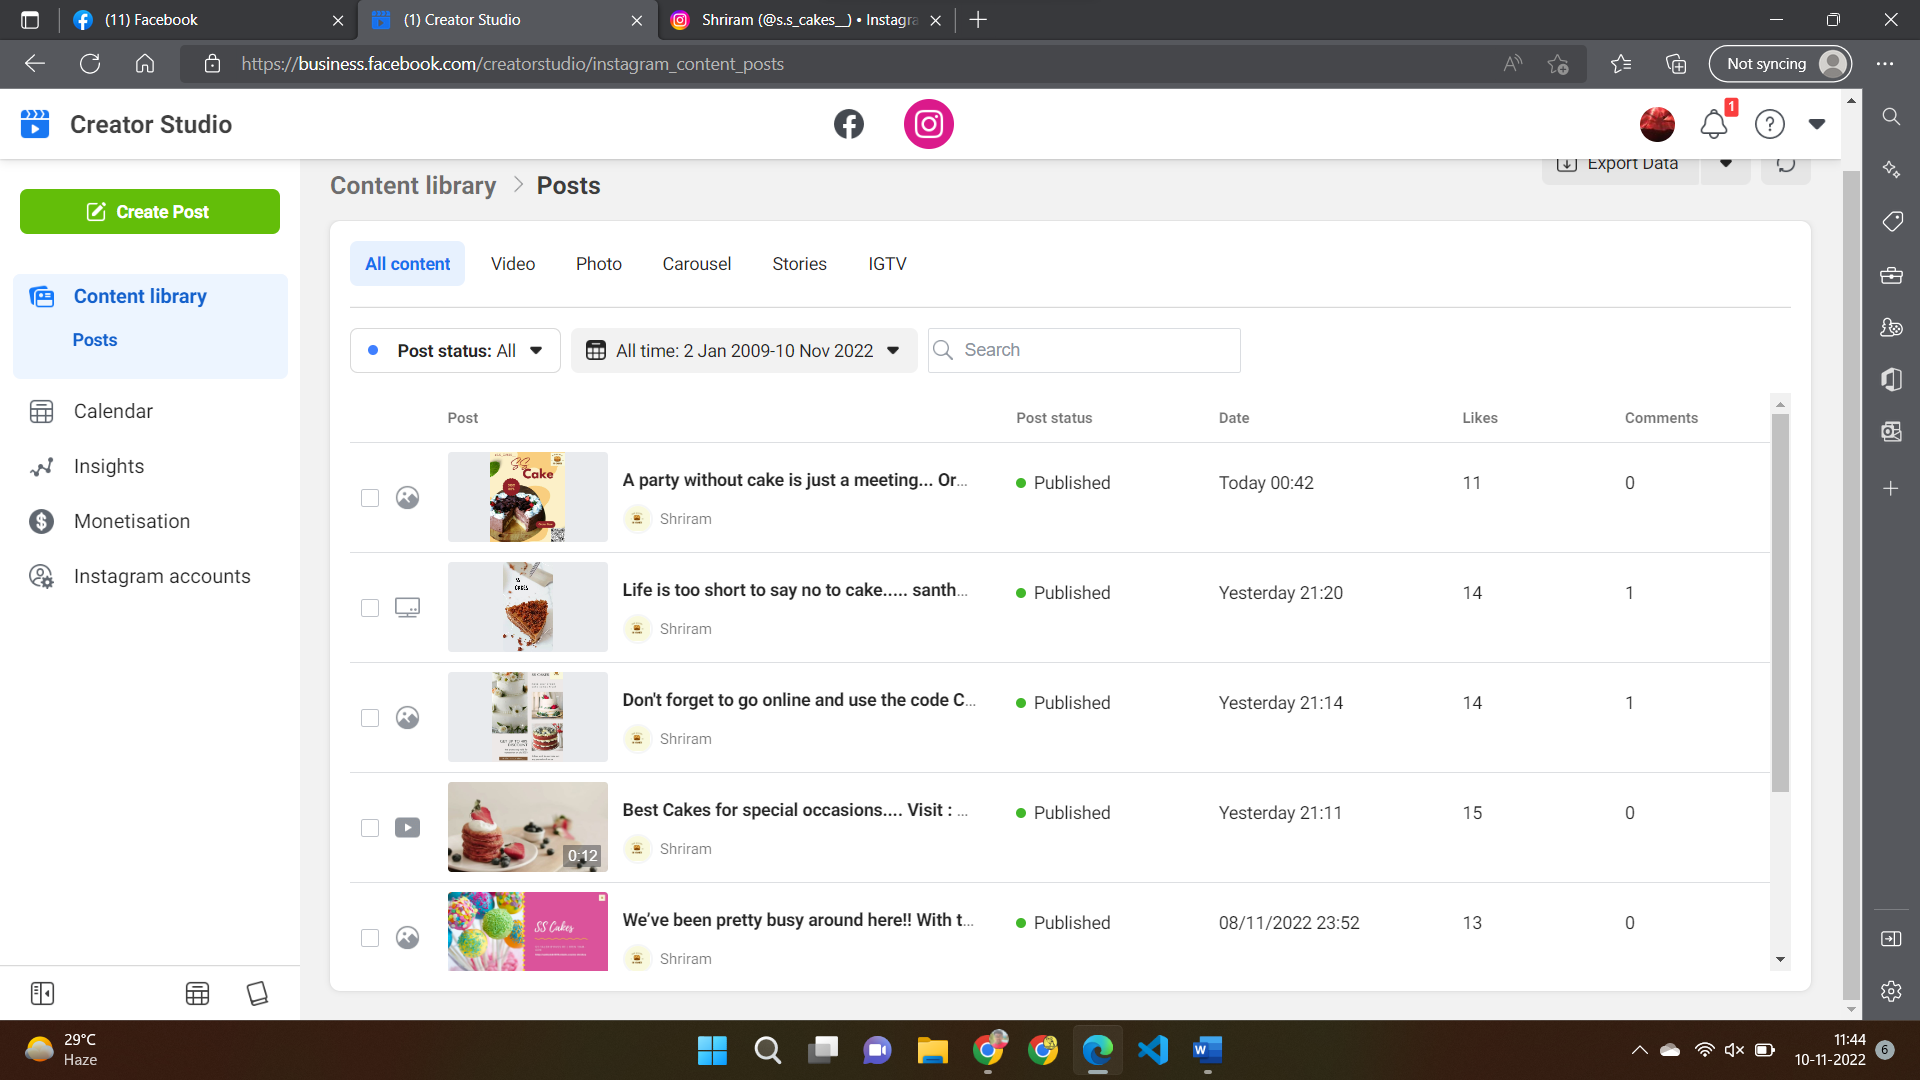 (11) Facebook
(1) Creator Studio
Shriram (@s.s_cakes__) • Instagra
https://business.facebook.com/creatorstudio/instagram_content_posts
Not syncing
Creator Studio
1
Export Data
Content library > Posts
Create Post
All content
Video
Photo
Carousel
Stories
IGTV
Content library
Posts
Calendar
Insights
Monetisation
Instagram accounts
Post status: All
All time: 2 Jan 2009-10 Nov 2022
Search
Post
Post status
Date
Likes
Comments
SS
Cake
A party without cake is just a meeting... Or...
Published
Today 00:42
11
0
Shriram
CAKES
Life is too short to say no to cake..... santh...
Published
Yesterday 21:20
14
1
Shriram
Don't forget to go online and use the code C...
Published
Yesterday 21:14
14
1
Shriram
0:12
Best Cakes for special occasions.... Visit : ...
Published
Yesterday 21:11
15
0
Shriram
SS Cakes
We've been pretty busy around here!! With t...
Published
08/11/2022 23:52
13
0
Shriram
29°C
Haze
11:44
10-11-2022
6